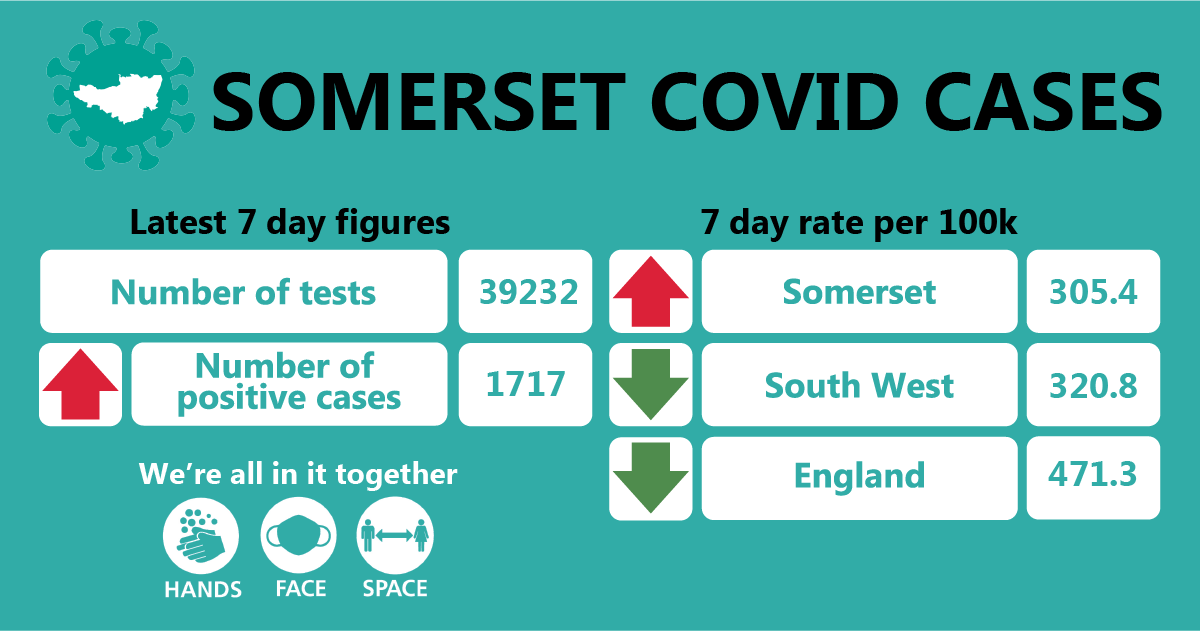 SOMERSET COVID CASES
Latest 7 day figures
Number of tests
39232
Number of
positive cases
1717
We're all in it together
HANDS
FACE
SPACE
7 day rate per 100k
Somerset
305.4
South West
320.8
England
471.3